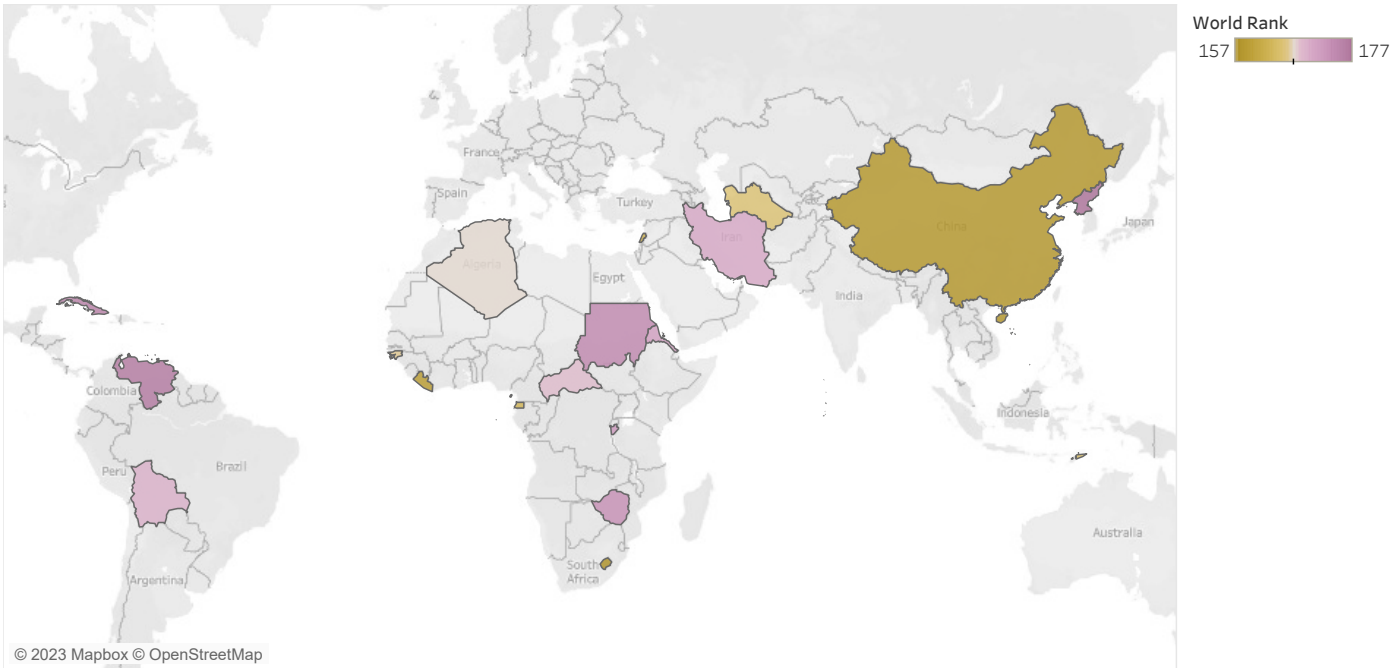 World Rank
157
177
France
Spain
Turkey
Japan
China
Iran
Algeria
Egypt
India
Colombia
Indonesia
Peru
Brazil
Australia
South
Africa
Argentina
© 2023 Mapbox © OpenStreetMap